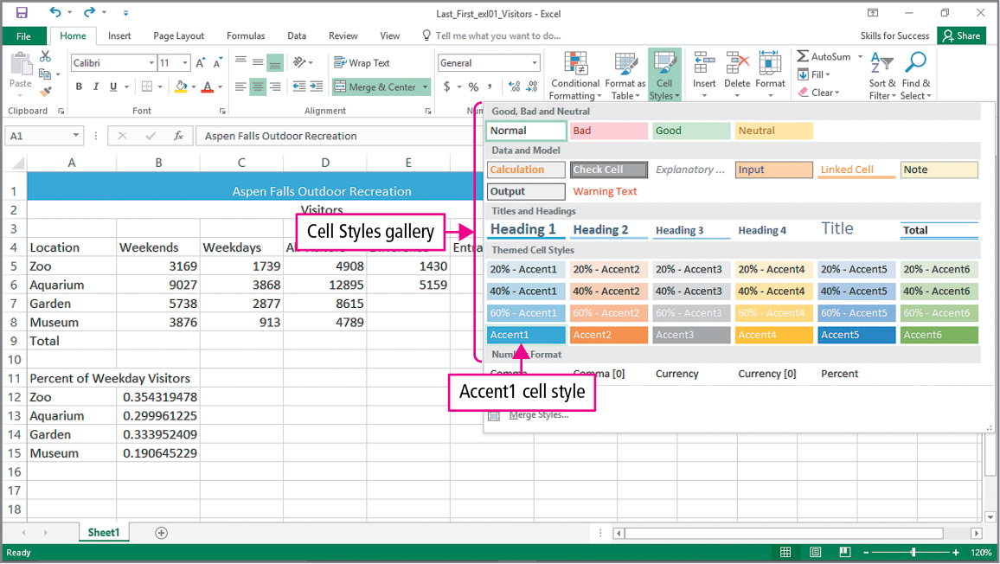 Last_First_exl01_Visitors - Excel
File Home Insert Page Layout Formulas Data Review View Tell me what you want to do... Skills for Success Share
Paste
Calibri 11
B I U
Wrap Text
Merge & Center
General
$ % ,
Conditional Formatting
Format as Table
Cell Styles
Insert Delete Format
AutoSum
Fill
Clear
Sort & Filter
Find & Select
Clipboard Font Alignment
A1 fx Aspen Falls Outdoor Recreation
A B C D E
1 Aspen Falls Outdoor Recreation
2 Visitors
3
4 Location Weekends Weekdays
5 Zoo 3169 1739 4908 1430
6 Aquarium 9027 3868 12895 5159
7 Garden 5738 2877 8615
8 Museum 3876 913 4789
9 Total
10
11 Percent of Weekday Visitors
12 Zoo 0.354319478
13 Aquarium 0.299961225
14 Garden 0.333952409
15 Museum 0.190645229
16
17
18
Good, Bad and Neutral
Normal Bad Good Neutral
Data and Model
Calculation Check Cell Explanatory ... Input Linked Cell Note
Output Warning Text
Titles and Headings
Heading 1 Heading 2 Heading 3 Heading 4 Title Total
Themed Cell Styles
20% - Accent1 20% - Accent2 20% - Accent3 20% - Accent4 20% - Accent5 20% - Accent6
40% - Accent1 40% - Accent2 40% - Accent3 40% - Accent4 40% - Accent5 40% - Accent6
60% - Accent1 60% - Accent2 60% - Accent3 60% - Accent4 60% - Accent5 60% - Accent6
Accent1 Accent2 Accent3 Accent4 Accent5 Accent6
Number Format
Comma Comma [0] Currency Currency [0] Percent
Merge Styles...
Cell Styles gallery
Accent1 cell style
Sheet1
Ready 120%